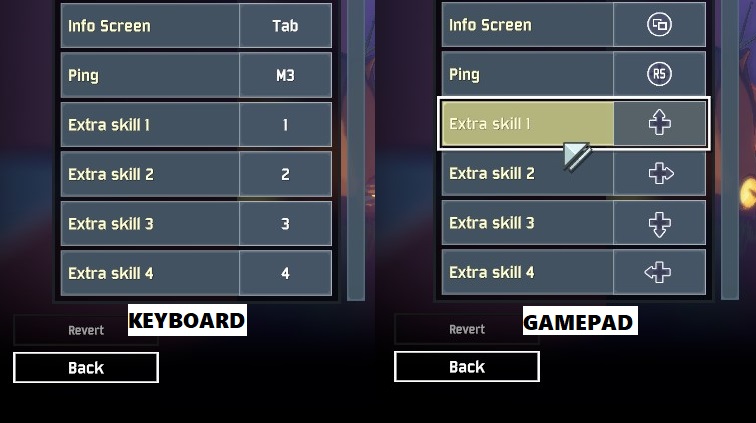 Info Screen Tab
Ping M3
Extra skill 1 1
Extra skill 2 2
Extra skill 3 3
Extra skill 4 4
KEYBOARD
Revert
Back
Info Screen
Ping RS
Extra skill 1
Extra skill 2
Extra skill 3
Extra skill 4
GAMEPAD
Revert
Back